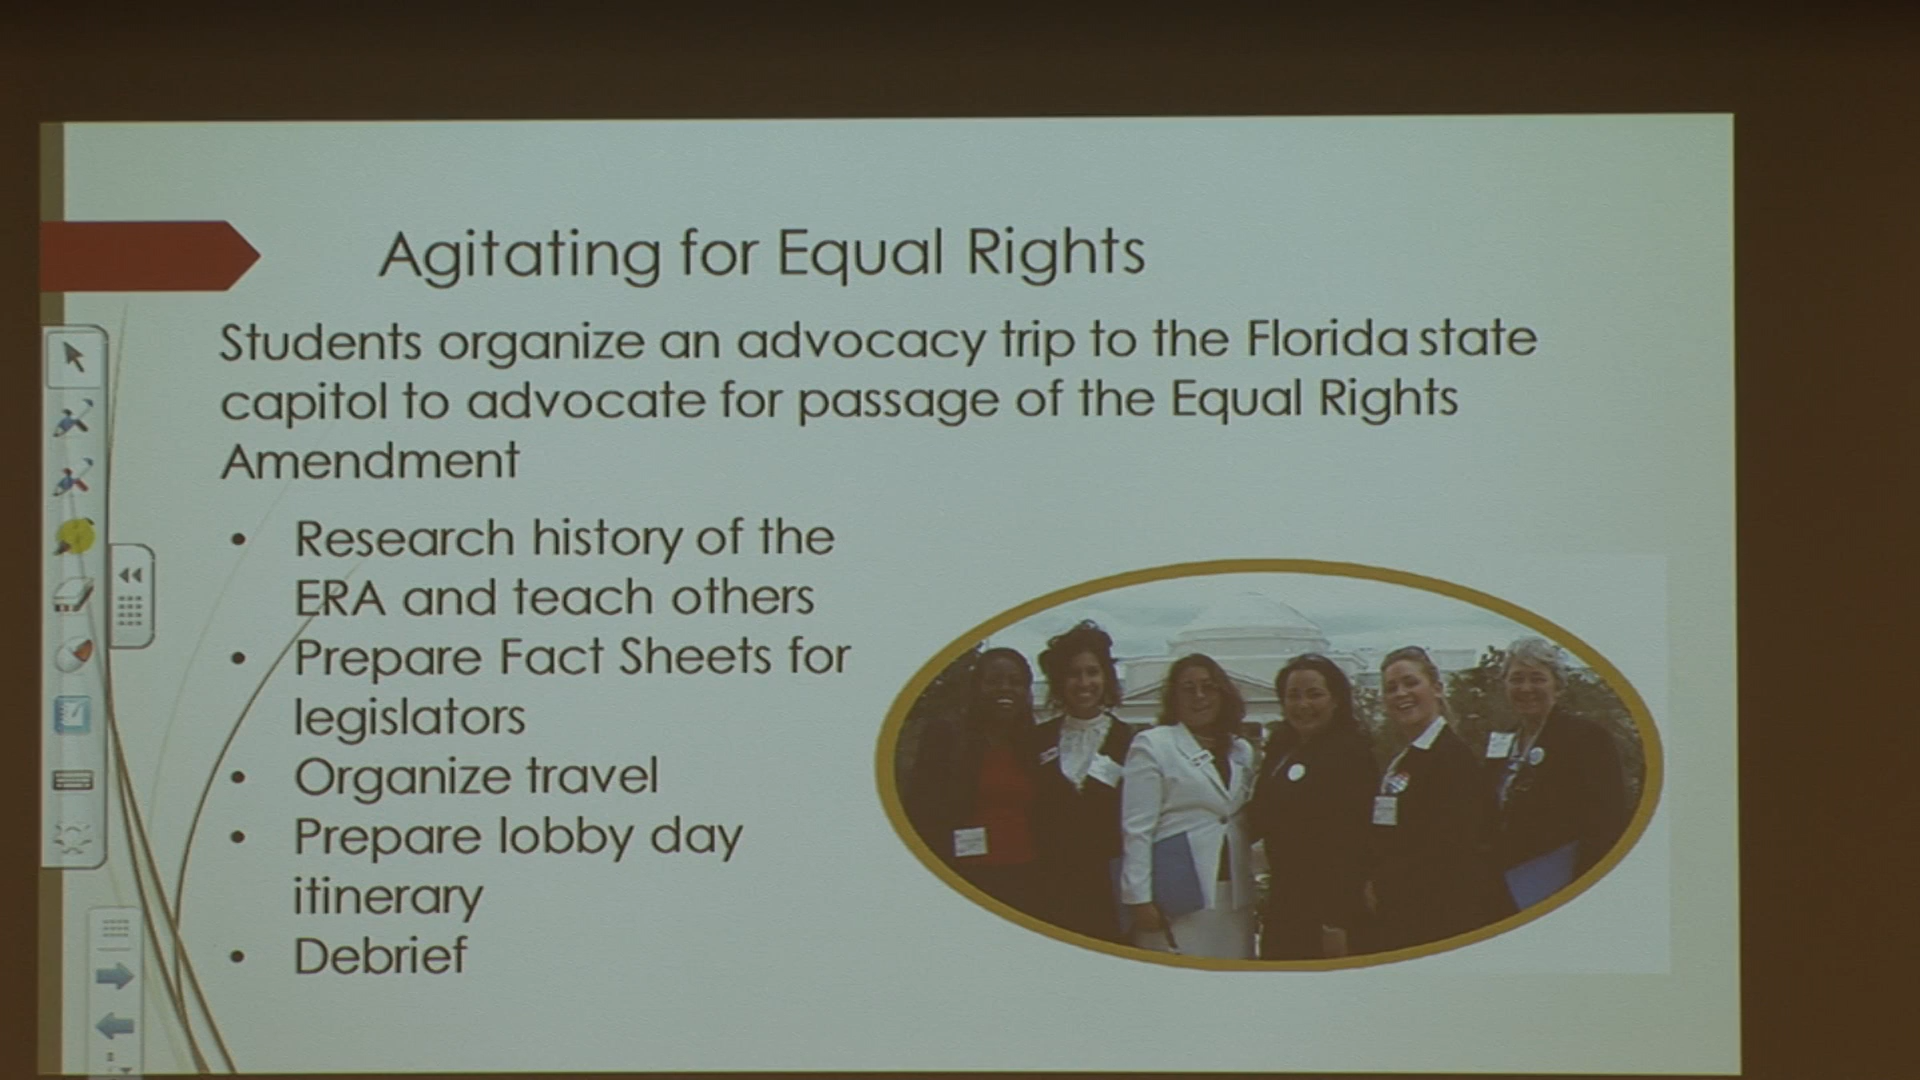 Agitating for Equal Rights
Students organize an advocacy trip to the Florida state
capitol to advocate for passage of the Equal Rights
Amendment
• Research history of the
ERA and teach others
• Prepare Fact Sheets for
legislators
• Organize travel
• Prepare lobby day
itinerary
• Debrief